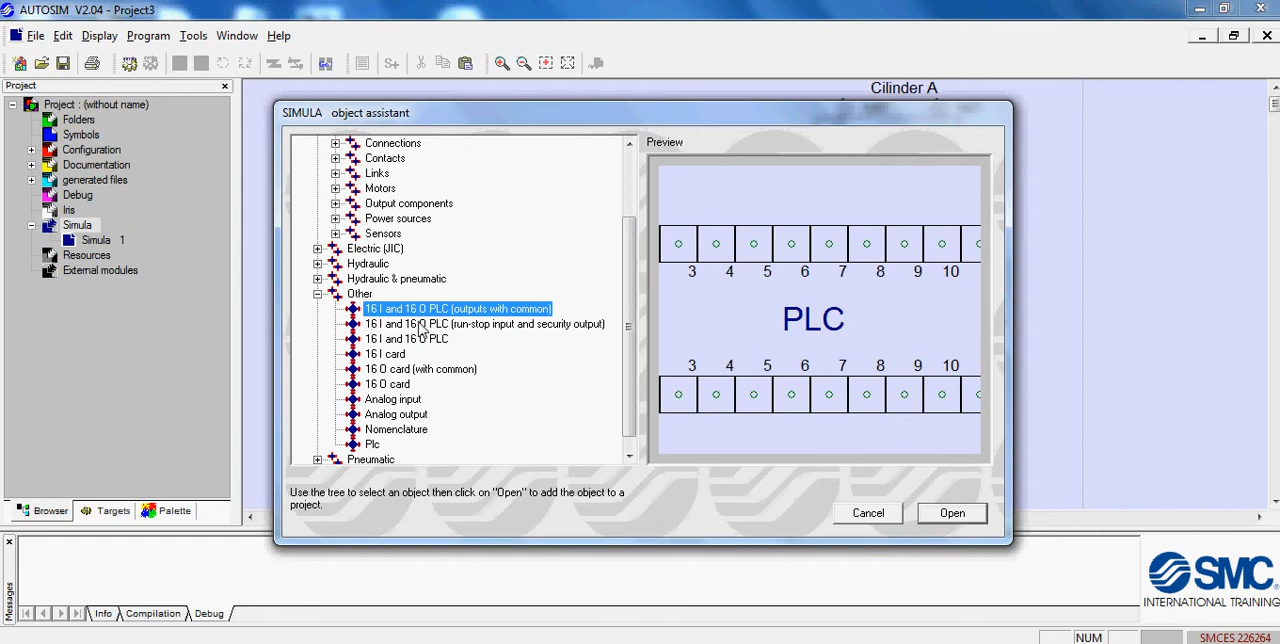 AUTOSIM V2.04 - Project3
File Edit Display Program Tools Window Help
S+
Project
Project : (without name)
Folders
Symbols
Configuration
Documentation
generated files
Debug
Iris
Simula
Simula 1
Resources
External modules
Browser Targets Palette
Cilinder A
SIMULA object assistant
Connections
Contacts
Links
Motors
Output components
Power sources
Sensors
Electric (JIC)
Hydraulic
Hydraulic & pneumatic
Other
16 I and 16 O PLC (outputs with common)
16 I and 16 O PLC (run-stop input and security output)
16 I and 16 O PLC
16 I card
16 O card (with common)
16 O card
Analog input
Analog output
Nomenclature
Plc
Pneumatic
Preview
3 4 5 6 7 8 9 10
PLC
3 4 5 6 7 8 9 10
Use the tree to select an object then click on "Open" to add the object to a
project.
Cancel Open
Messages
Info Compilation Debug
SMC
INTERNATIONAL TRAINING
NUM SMCES 226264